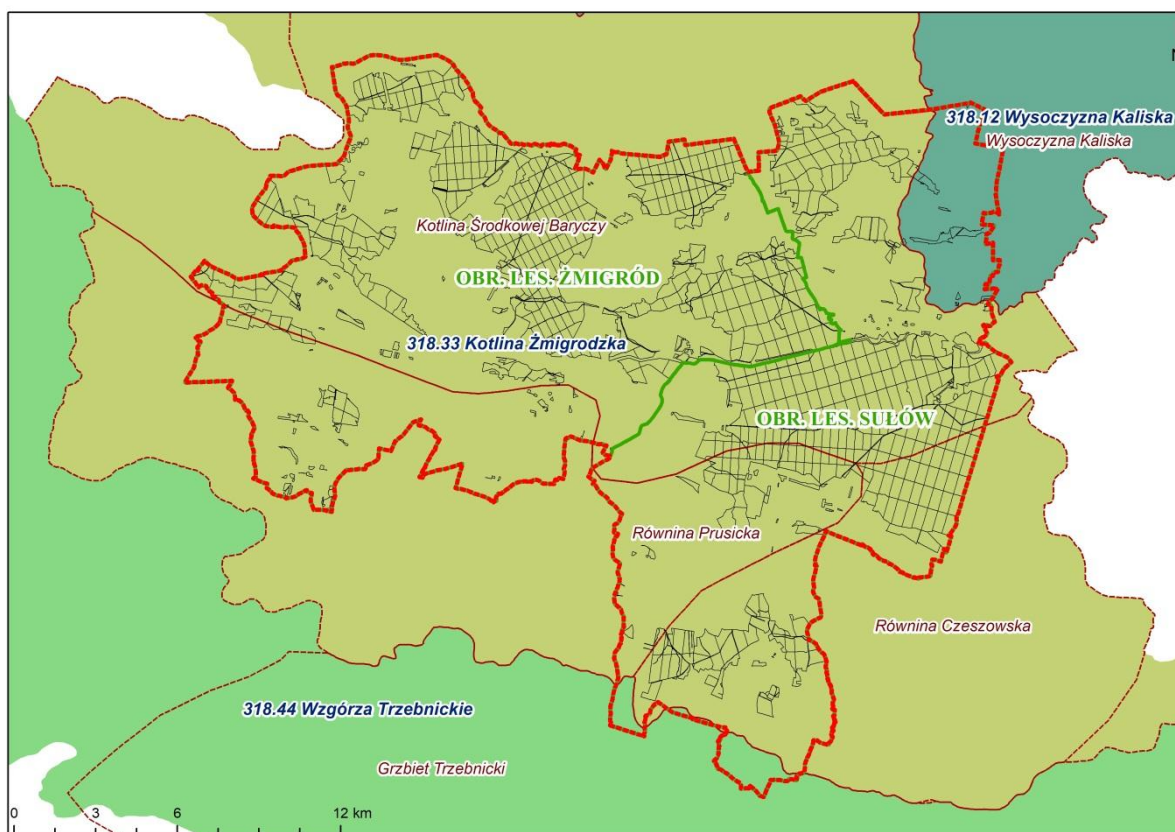 318.12 Wysoczyzna Kaliska
Wysoczyzna Kaliska
Kotlina Środkowej Baryczy
OBR. LES. ŻMIGRÓD
318.33 Kotlina Żmigrodzka
OBR. LES. SUŁÓW
Równina Prusicka
Równina Czeszowska
318.44 Wzgórza Trzebnickie
Grzbiet Trzebnicki
0 3 6 12 km